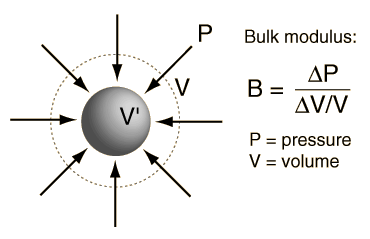 P
V
V'
Bulk modulus:
B = ΔP
ΔV/V
P = pressure
V = volume